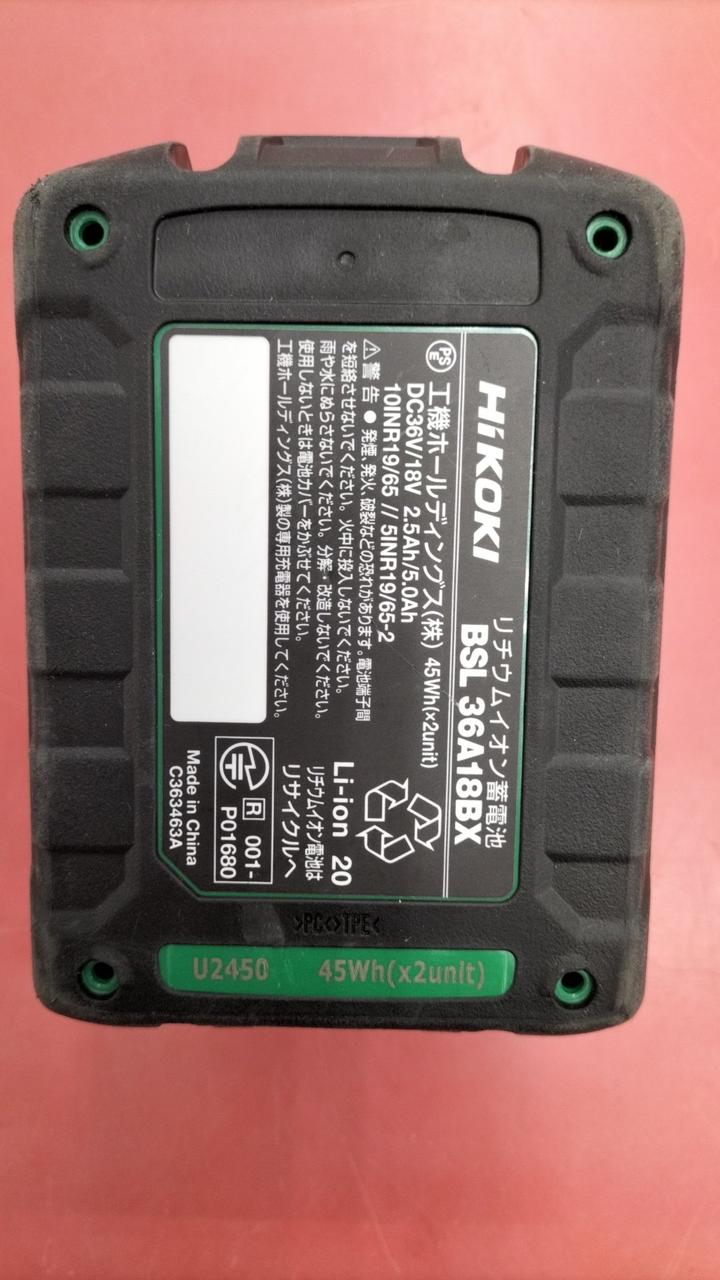 HiKOKI
リチウムイオン蓄電池
BSL 36A18BX
PS
E
工機ホールディングス(株) 45Wh(x2unit)
DC36V/18V 2.5Ah/5.0Ah
10INR19/65 // 5INR19/65-2
⚠警告 ● 発煙、発火、破裂などの恐れがあります。電池端子間
を短絡させないでください。火中に投入しないでください。
雨や水にぬらさないでください。分解・改造しないでください。
使用しないときは電池カバーをかぶせてください。
工機ホールディングス(株)製の専用充電器を使用してください。
Li-ion 20
リチウムイオン電池は
リサイクルへ
R 001-
P01680
Made in China
C363463A
>PC<>TPE<
U2450 45Wh(x2unit)